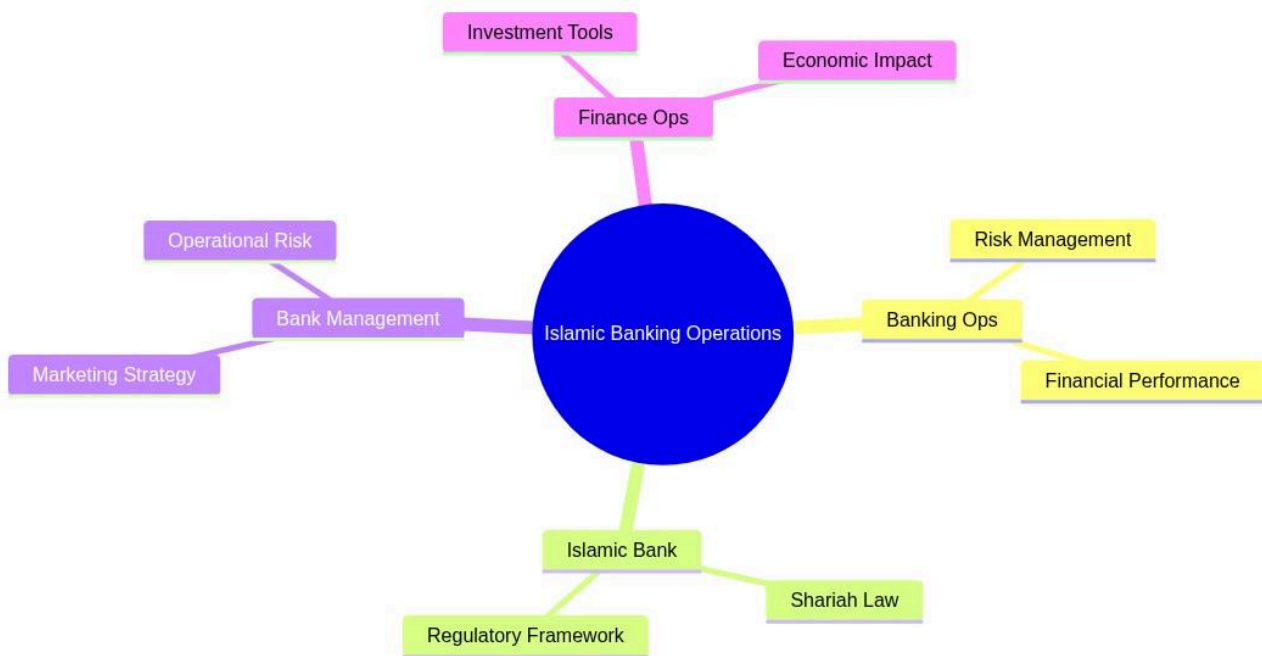 Investment Tools
Economic Impact
Finance Ops
Operational Risk
Risk Management
Bank Management
Islamic Banking Operations
Banking Ops
Marketing Strategy
Financial Performance
Islamic Bank
Shariah Law
Regulatory Framework